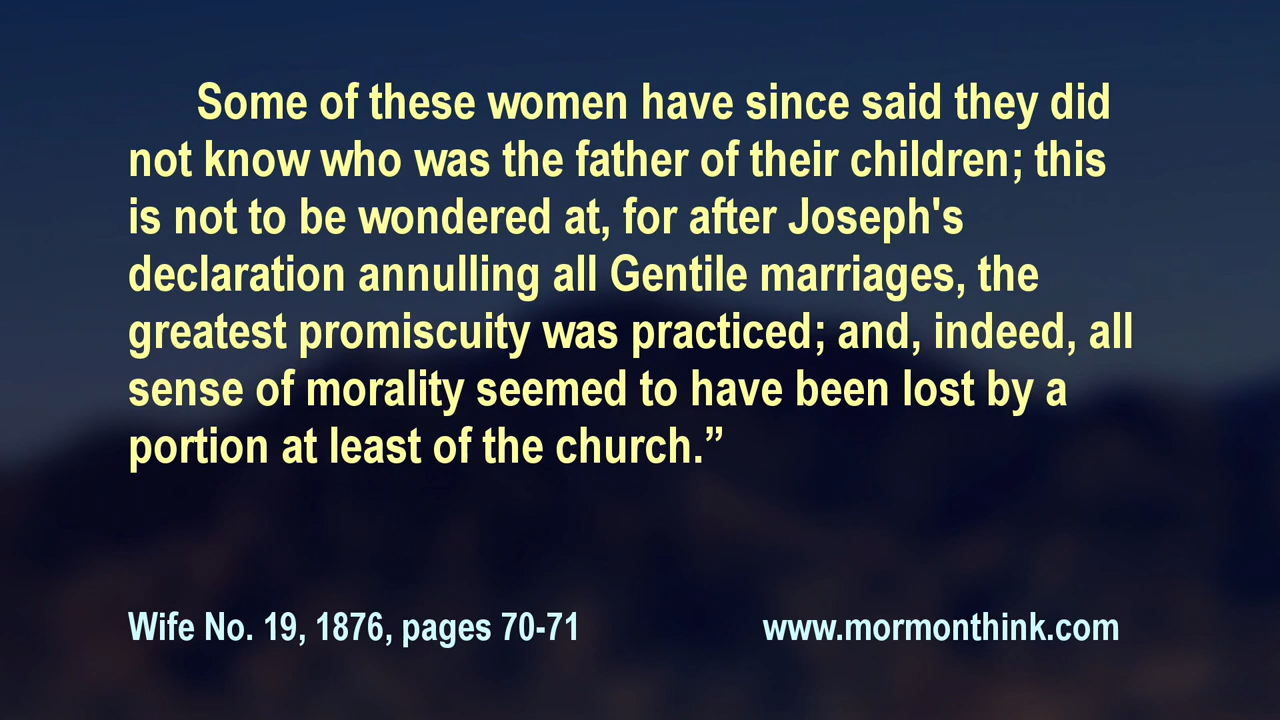 Some of these women have since said they did
not know who was the father of their children; this
is not to be wondered at, for after Joseph's
declaration annulling all Gentile marriages, the
greatest promiscuity was practiced; and, indeed, all
sense of morality seemed to have been lost by a
portion at least of the church.”
Wife No. 19, 1876, pages 70-71
www.mormonthink.com